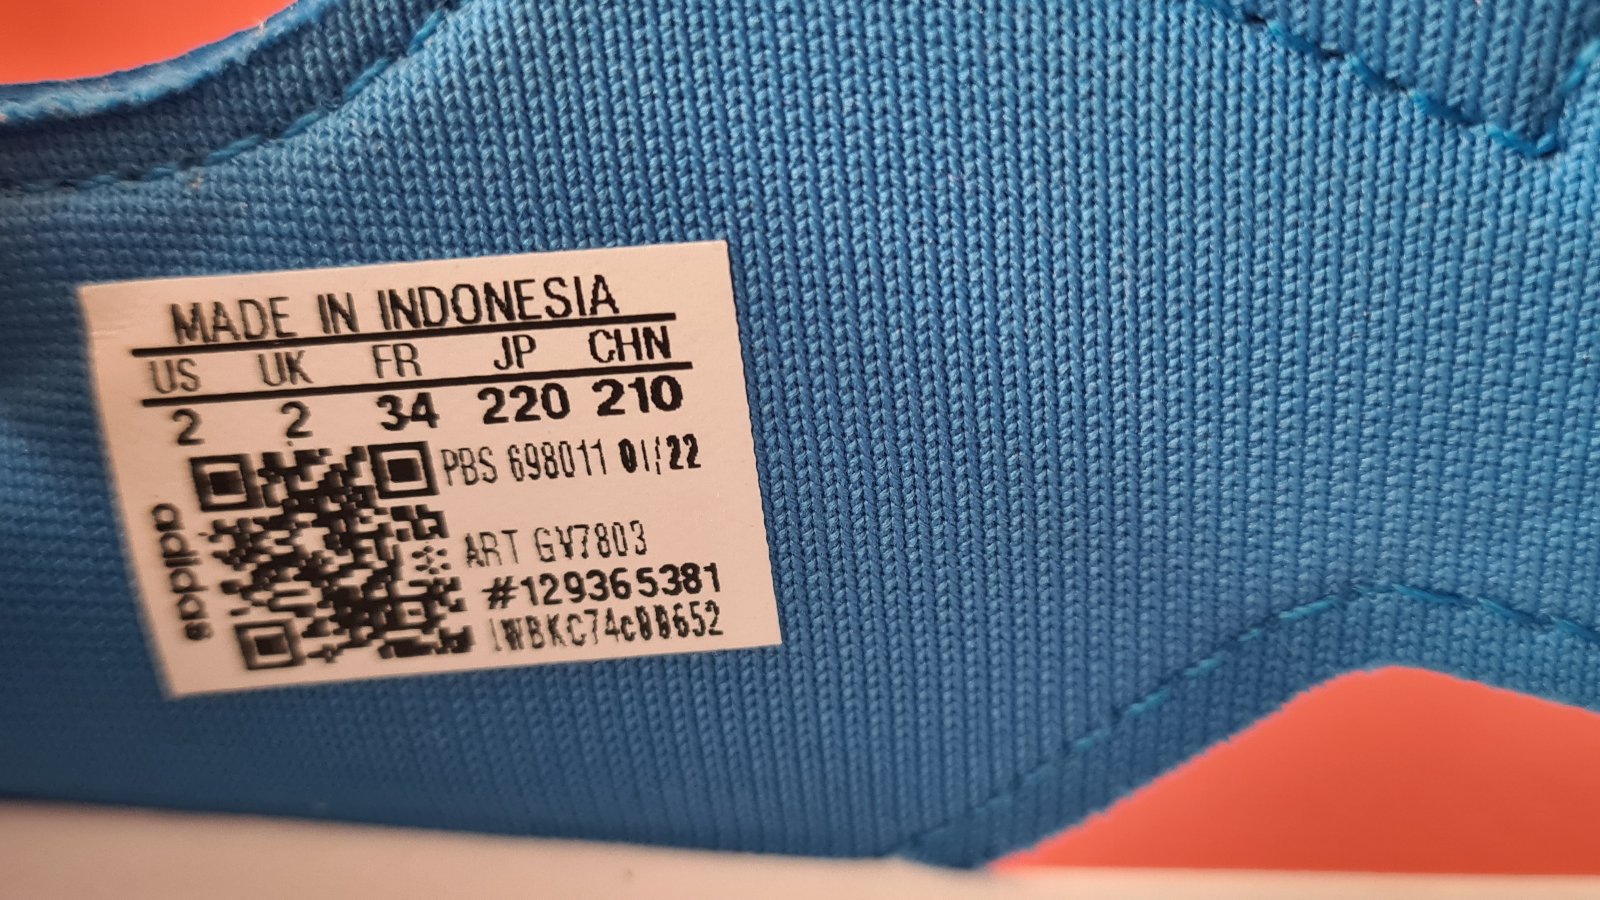 MADE IN INDONESIA
US UK FR JP CHN
2 2 34 220 210
PBS 698011 01/22
adidas
ART GV7803
#129365381